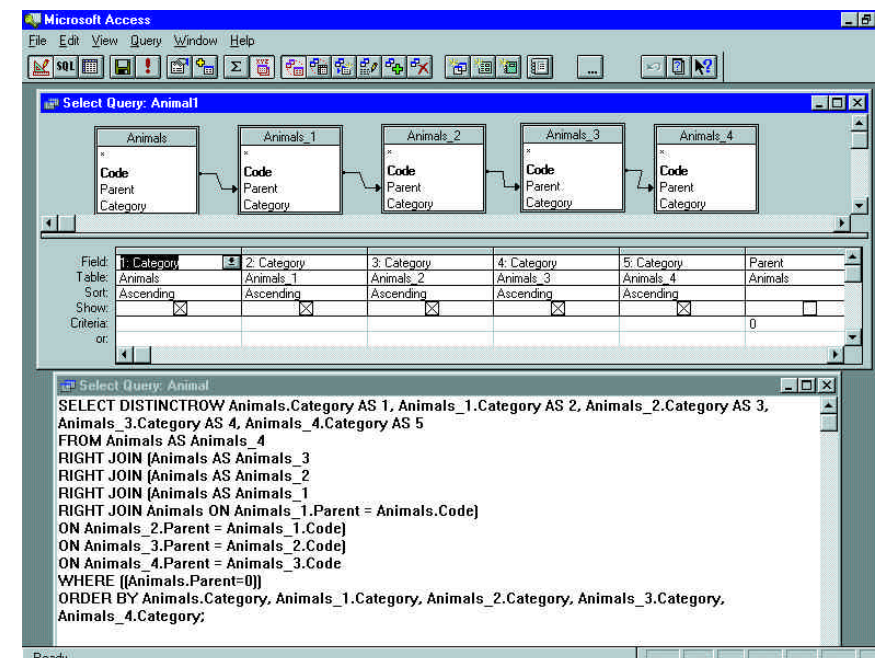 Microsoft Access
File Edit View Query Window Help
SQL
Select Query: Animal1
Animals Animals_1 Animals_2 Animals_3 Animals_4
* * * * *
Code Code Code Code Code
Parent Parent Parent Parent Parent
Category Category Category Category Category
Field: 1: Category 2: Category 3: Category 4: Category 5: Category Parent
Table: Animals Animals_1 Animals_2 Animals_3 Animals_4 Animals
Sort: Ascending Ascending Ascending Ascending Ascending
Show:
Criteria: 0
or:
Select Query: Animal
SELECT DISTINCTROW Animals.Category AS 1, Animals_1.Category AS 2, Animals_2.Category AS 3,
Animals_3.Category AS 4, Animals_4.Category AS 5
FROM Animals AS Animals_4
RIGHT JOIN (Animals AS Animals_3
RIGHT JOIN (Animals AS Animals_2
RIGHT JOIN (Animals AS Animals_1
RIGHT JOIN Animals ON Animals_1.Parent = Animals.Code)
ON Animals_2.Parent = Animals_1.Code)
ON Animals_3.Parent = Animals_2.Code)
ON Animals_4.Parent = Animals_3.Code
WHERE ((Animals.Parent=0))
ORDER BY Animals.Category, Animals_1.Category, Animals_2.Category, Animals_3.Category,
Animals_4.Category;
Ready